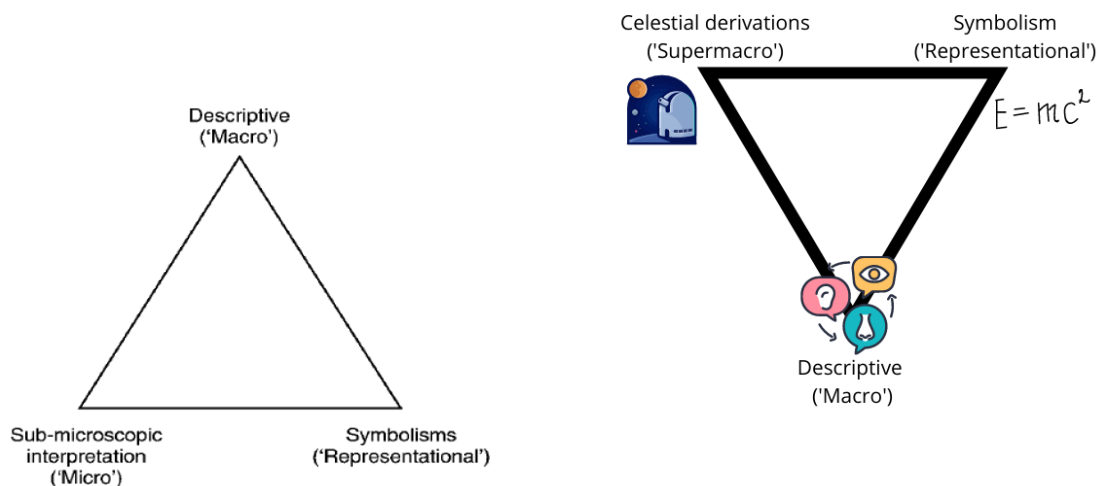 Descriptive
('Macro')
Sub-microscopic
interpretation
('Micro')
Symbolisms
('Representational')
Celestial derivations
('Supermacro')
Symbolism
('Representational')
E = mc²
Descriptive
('Macro')